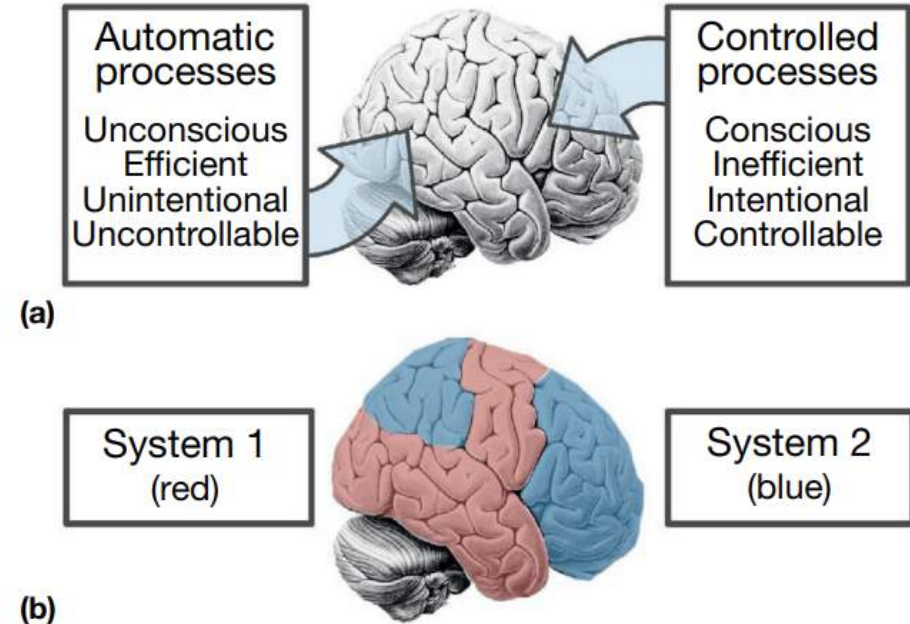 Automatic
processes
Unconscious
Efficient
Unintentional
Uncontrollable
Controlled
processes
Conscious
Inefficient
Intentional
Controllable
(a)
System 1
(red)
System 2
(blue)
(b)